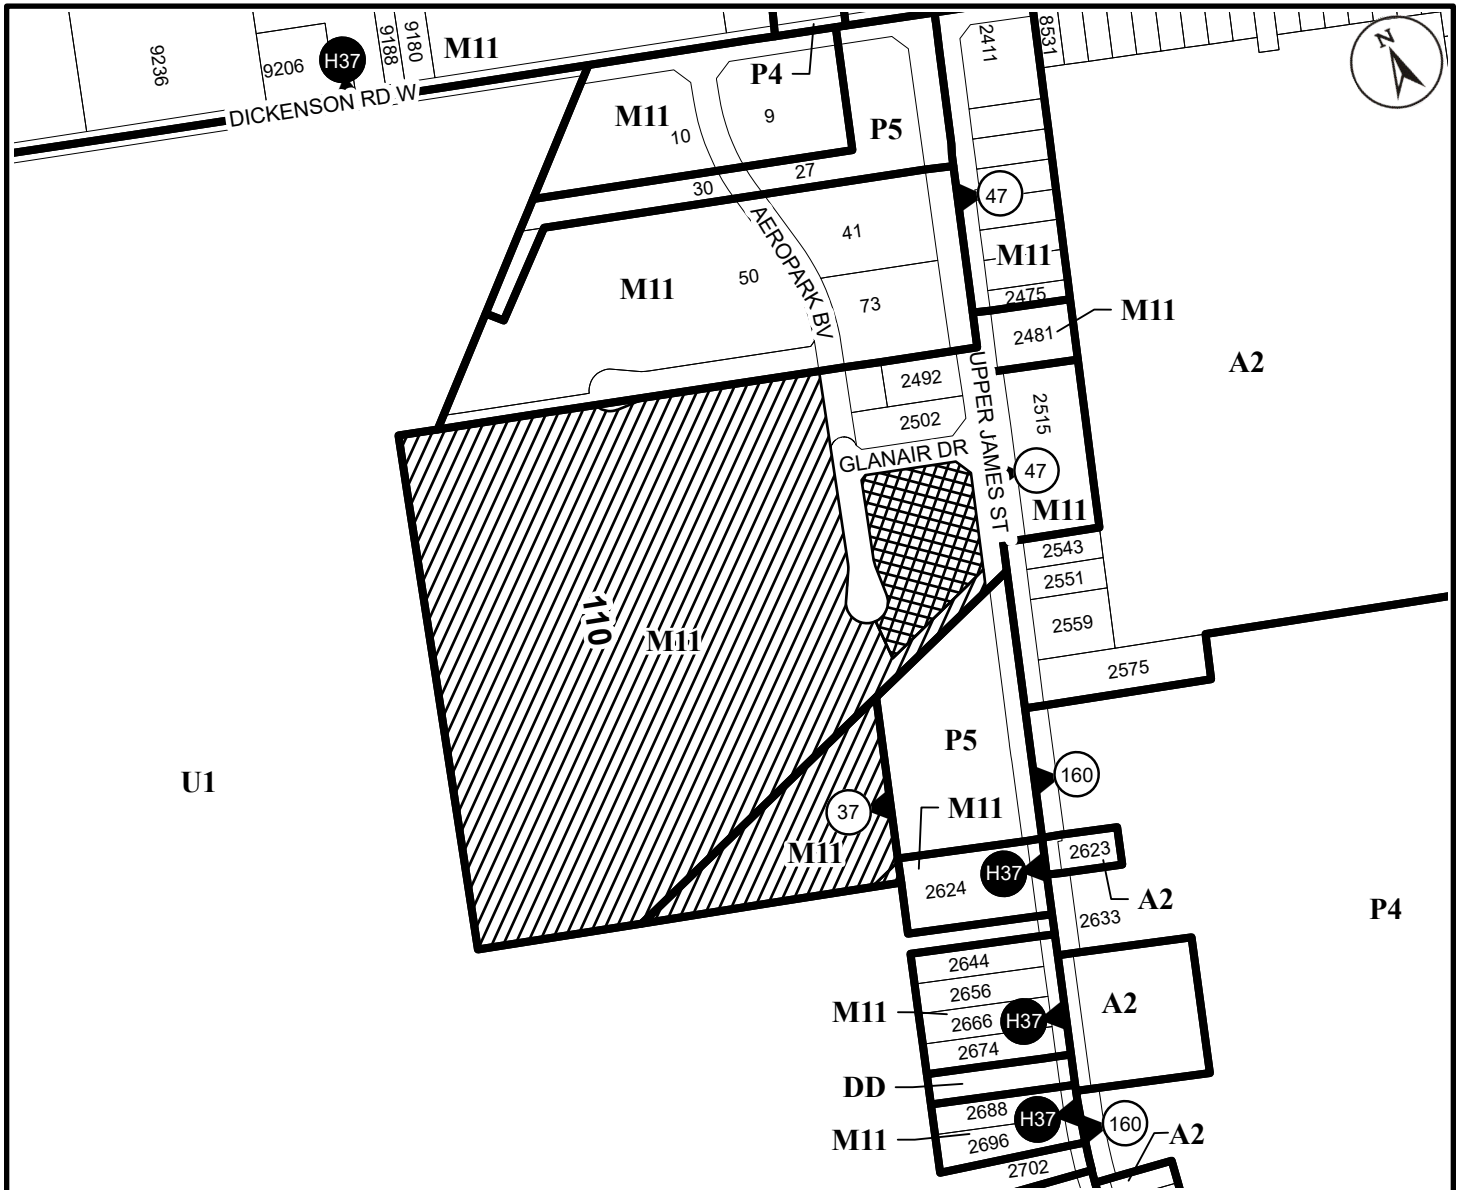 9236
9206
H37
9188
9180
M11
DICKENSON RD W
P4
M11
10
9
P5
2411
8531
N
30
27
47
AEROPARK BV
41
M11
50
73
M11
2475
2481
M11
A2
2492
2502
GLANAIR DR
UPPER JAMES ST
2515
47
M11
2543
2551
2559
2575
110
M11
P5
U1
160
37
M11
M11
2623
H37
2624
A2
2633
P4
2644
2656
M11
2666
H37
2674
A2
DD
2688
H37
160
M11
2696
A2
2702